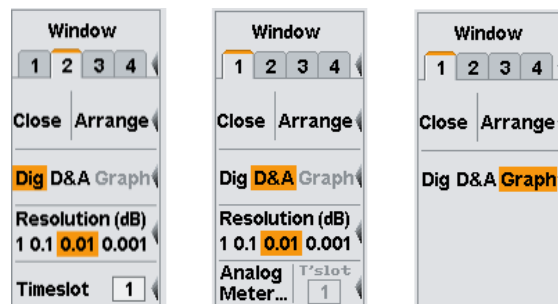 Window
1 2 3 4
Close Arrange
Dig D&A Graph
Resolution (dB)
1 0.1 0.01 0.001
Timeslot 1
Window
1 2 3 4
Close Arrange
Dig D&A Graph
Resolution (dB)
1 0.1 0.01 0.001
Analog T'slot
Meter... 1
Window
1 2 3 4
Close Arrange
Dig D&A Graph